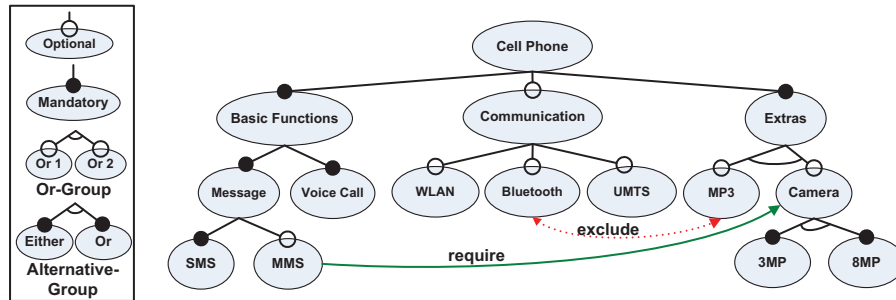 Optional
Mandatory
Or 1
Or 2
Or-Group
Either
Or
Alternative-
Group
Cell Phone
Basic Functions
Communication
Extras
Message
Voice Call
WLAN
Bluetooth
UMTS
MP3
Camera
exclude
require
SMS
MMS
3MP
8MP